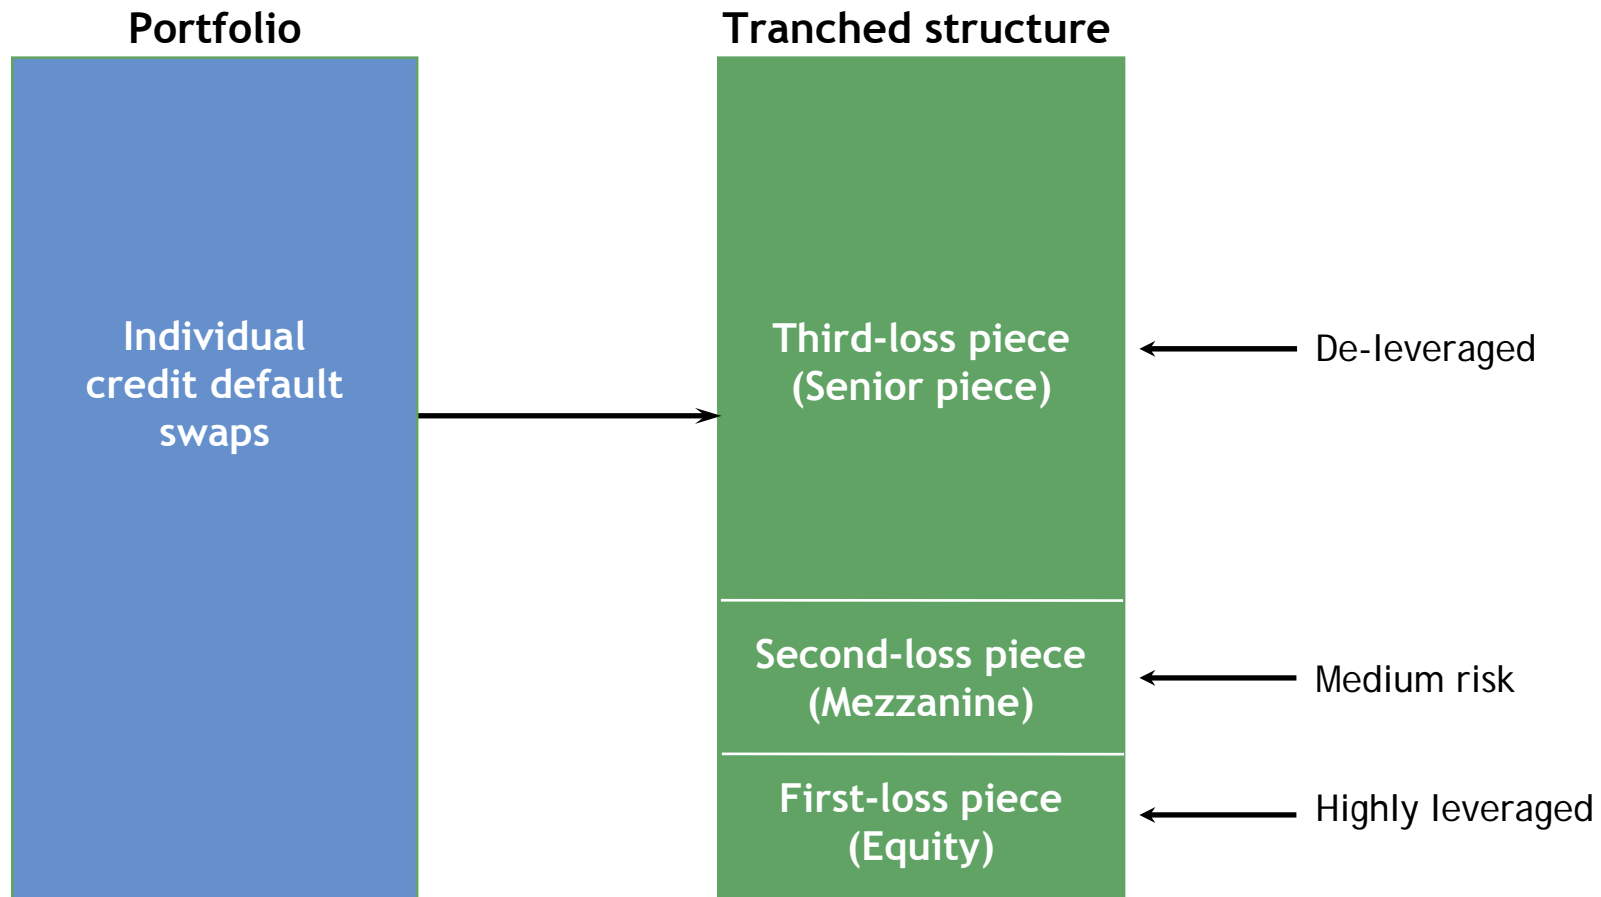 Portfolio
Tranched structure
Individual
credit default
swaps
Third-loss piece
(Senior piece)
De-leveraged
Second-loss piece
(Mezzanine)
Medium risk
First-loss piece
(Equity)
Highly leveraged